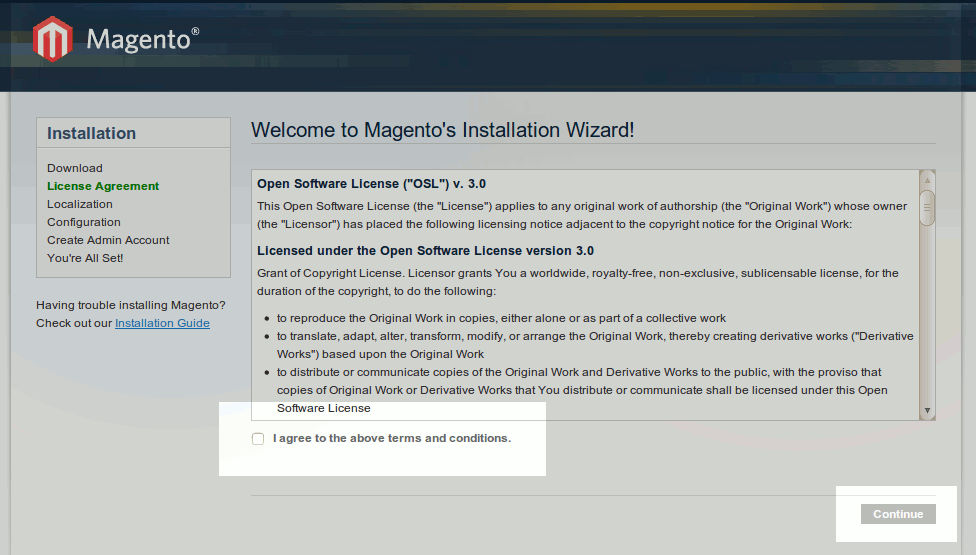 Magento®
Installation
Download
License Agreement
Localization
Configuration
Create Admin Account
You're All Set!
Having trouble installing Magento?
Check out our Installation Guide
Welcome to Magento's Installation Wizard!
Open Software License ("OSL") v. 3.0
This Open Software License (the "License") applies to any original work of authorship (the "Original Work") whose owner
(the "Licensor") has placed the following licensing notice adjacent to the copyright notice for the Original Work:
Licensed under the Open Software License version 3.0
Grant of Copyright License. Licensor grants You a worldwide, royalty-free, non-exclusive, sublicensable license, for the
duration of the copyright, to do the following:
• to reproduce the Original Work in copies, either alone or as part of a collective work
• to translate, adapt, alter, transform, modify, or arrange the Original Work, thereby creating derivative works ("Derivative
Works") based upon the Original Work
• to distribute or communicate copies of the Original Work and Derivative Works to the public, with the proviso that
copies of Original Work or Derivative Works that You distribute or communicate shall be licensed under this Open
Software License
I agree to the above terms and conditions.
Continue